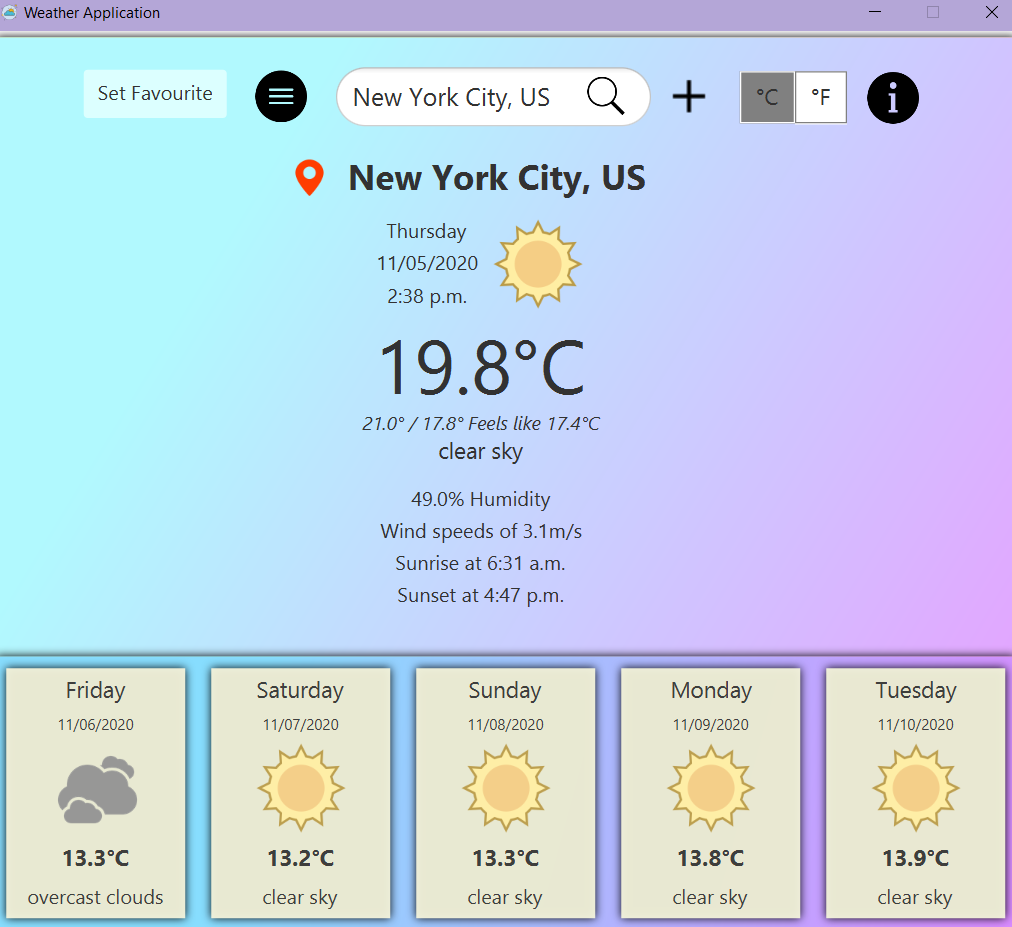 Weather Application
Set Favourite
New York City, US
°C
°F
i
New York City, US
Thursday
11/05/2020
2:38 p.m.
19.8°C
21.0° / 17.8° Feels like 17.4°C
clear sky
49.0% Humidity
Wind speeds of 3.1m/s
Sunrise at 6:31 a.m.
Sunset at 4:47 p.m.
Friday
11/06/2020
13.3°C
overcast clouds
Saturday
11/07/2020
13.2°C
clear sky
Sunday
11/08/2020
13.3°C
clear sky
Monday
11/09/2020
13.8°C
clear sky
Tuesday
11/10/2020
13.9°C
clear sky